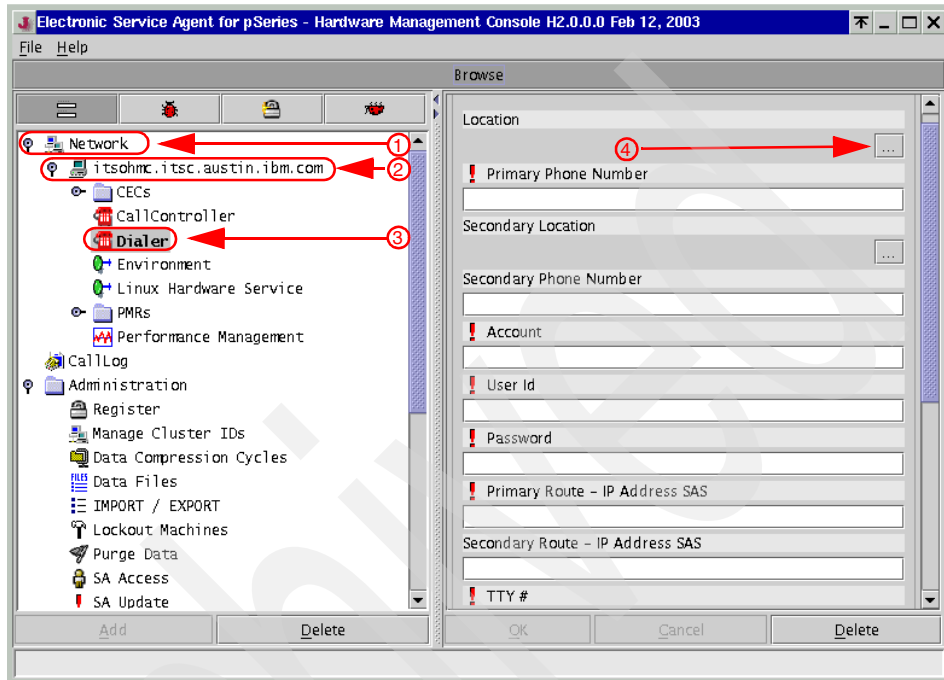 Electronic Service Agent for pSeries - Hardware Management Console H2.0.0.0 Feb 12, 2003
File Help
Browse
Network
1
itsohmc.itsc.austin.ibm.com
2
CECs
CallController
Dialer
3
Environment
Linux Hardware Service
PMRs
Performance Management
CallLog
Administration
Register
Manage Cluster IDs
Data Compression Cycles
FILES Data Files
IMPORT / EXPORT
Lockout Machines
Purge Data
SA Access
SA Update
Add
Delete
Location
4
...
! Primary Phone Number
Secondary Location
...
Secondary Phone Number
! Account
! User Id
! Password
! Primary Route - IP Address SAS
Secondary Route - IP Address SAS
! TTY #
OK
Cancel
Delete